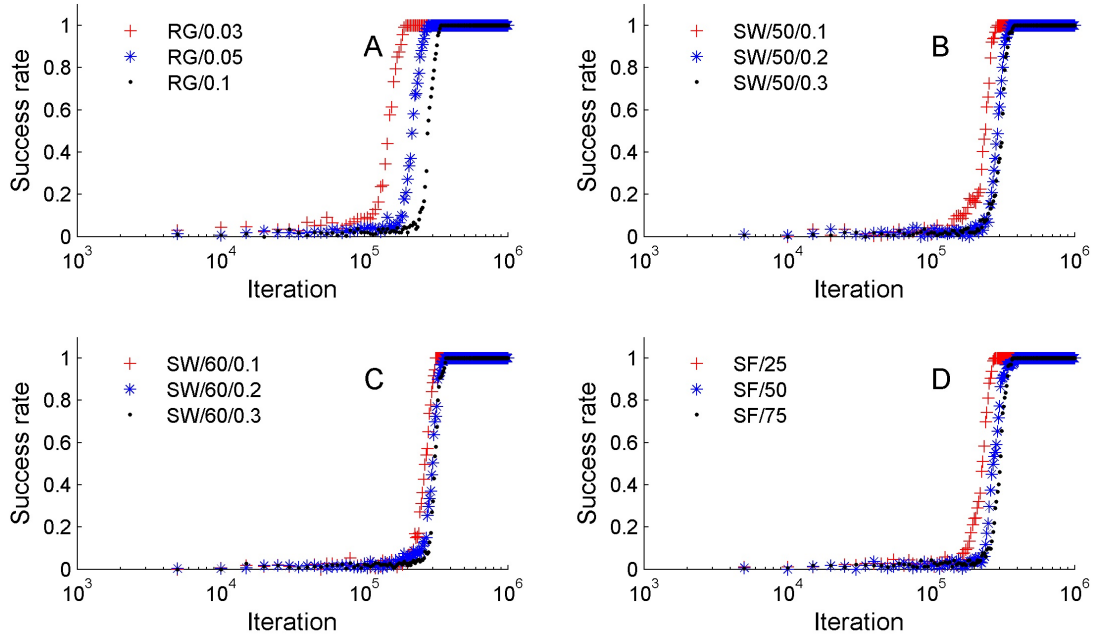 RG/0.03
RG/0.05
RG/0.1
A
Success rate
1
0.8
0.6
0.4
0.2
0
10^3
10^4
10^5
10^6
Iteration
SW/50/0.1
SW/50/0.2
SW/50/0.3
B
Success rate
1
0.8
0.6
0.4
0.2
0
10^3
10^4
10^5
10^6
Iteration
SW/60/0.1
SW/60/0.2
SW/60/0.3
C
Success rate
1
0.8
0.6
0.4
0.2
0
10^3
10^4
10^5
10^6
Iteration
SF/25
SF/50
SF/75
D
Success rate
1
0.8
0.6
0.4
0.2
0
10^3
10^4
10^5
10^6
Iteration